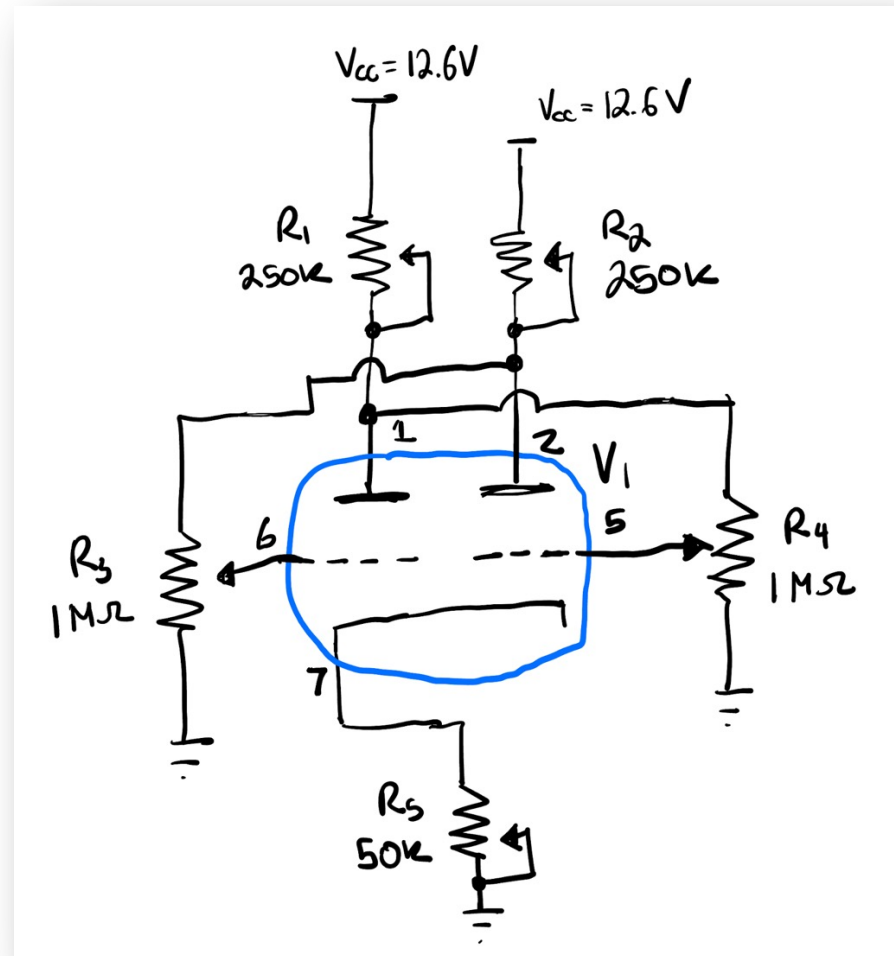 Vcc = 12.6V
Vcc = 12.6V
R1
250K
R2
250K
1
2
V1
6
5
R3
1MΩ
R4
1MΩ
7
R5
50K